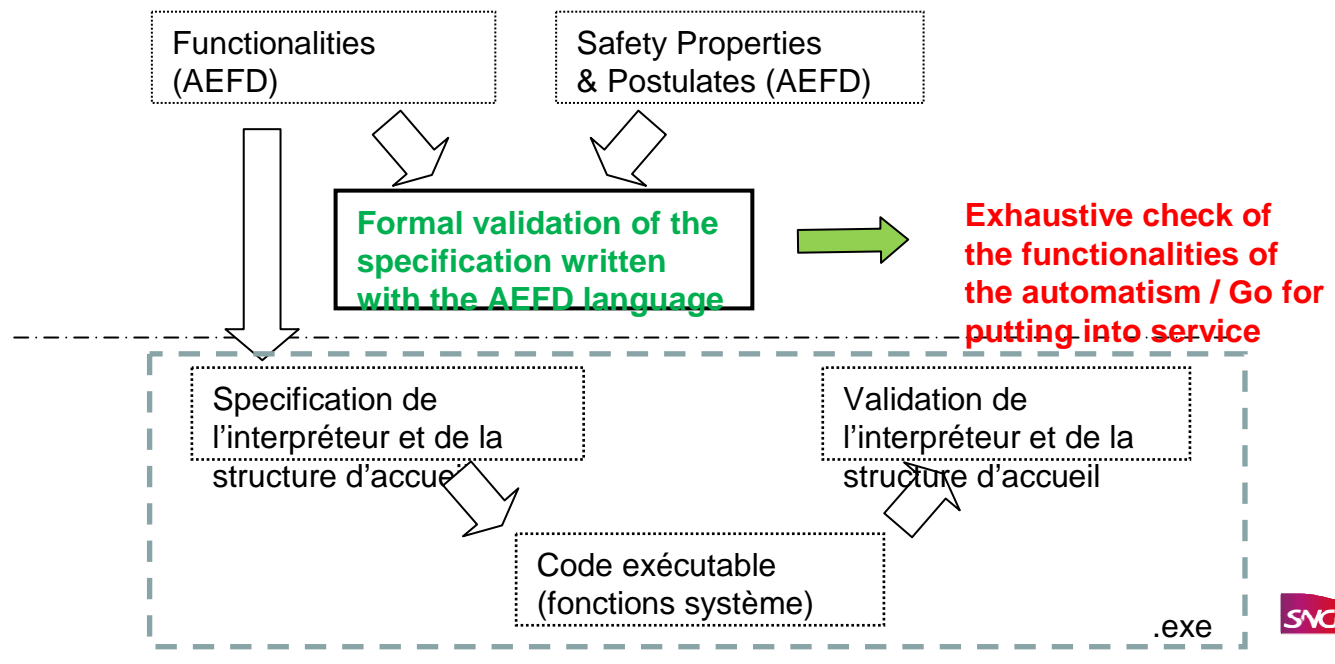 Functionalities
(AEFD)
Safety Properties
& Postulates (AEFD)
Formal validation of the
specification written
with the AEFD language
Exhaustive check of
the functionalities of
the automatism / Go for
putting into service
Specification de
l'interpréteur et de la
structure d'accueil
Validation de
l'interpréteur et de la
structure d'accueil
Code exécutable
(fonctions système)
.exe
SNC